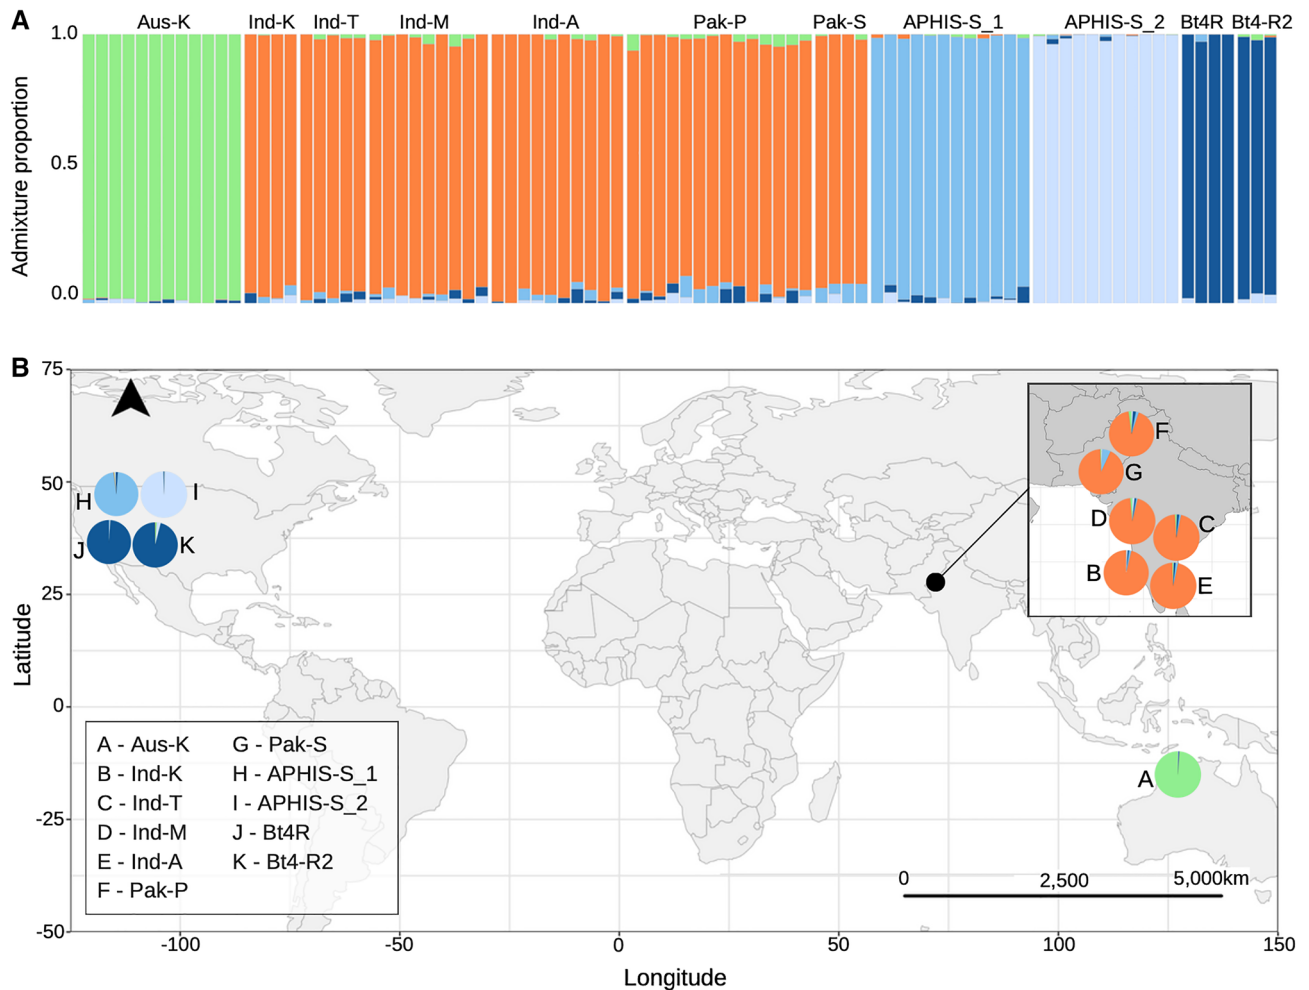 A
Aus-K Ind-K Ind-T Ind-M Ind-A Pak-P Pak-S APHIS-S_1 APHIS-S_2 Bt4R Bt4-R2
1.0
0.5
0.0
Admixture proportion
B
75
50
25
0
-25
-50
Latitude
H
I
J
K
F
G
D
C
B
E
A
A - Aus-K
B - Ind-K
C - Ind-T
D - Ind-M
E - Ind-A
F - Pak-P
G - Pak-S
H - APHIS-S_1
I - APHIS-S_2
J - Bt4R
K - Bt4-R2
0 2,500 5,000km
-100 -50 0 50 100 150
Longitude